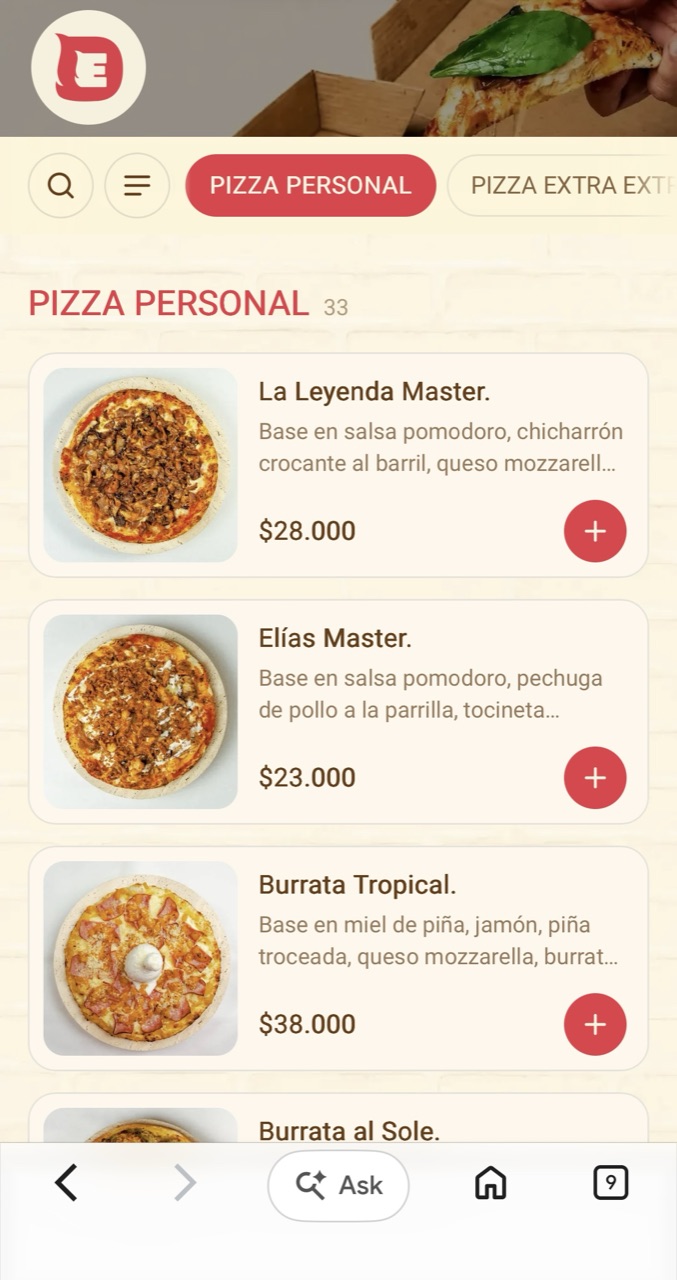 DE
PIZZA PERSONAL
PIZZA EXTRA
PIZZA PERSONAL 33
La Leyenda Master.
Base en salsa pomodoro, chicharrón
crocante al barril, queso mozzarell...
$28.000
Elías Master.
Base en salsa pomodoro, pechuga
de pollo a la parrilla, tocineta...
$23.000
Burrata Tropical.
Base en miel de piña, jamón, piña
troceada, queso mozzarella, burrat...
$38.000
Burrata al Sole.
Ask
9